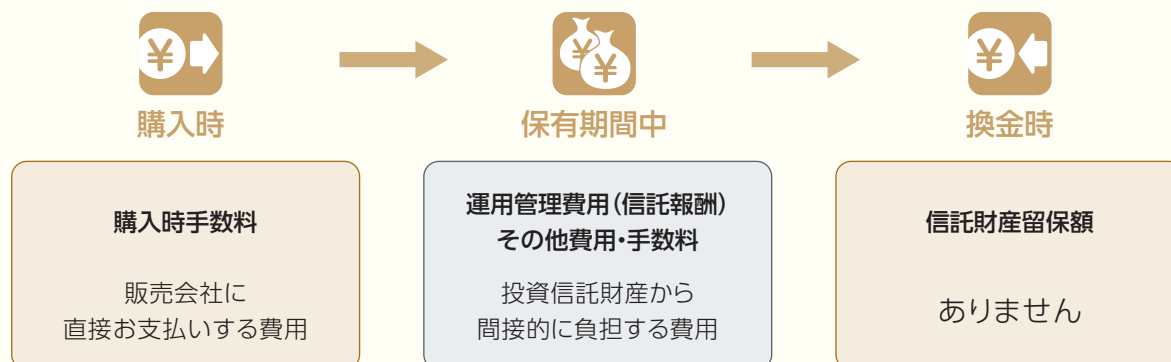 購入時
保有期間中
換金時
購入時手数料
販売会社に
直接お支払いする費用
運用管理費用(信託報酬)
その他費用・手数料
投資信託財産から
間接的に負担する費用
信託財産留保額
ありません